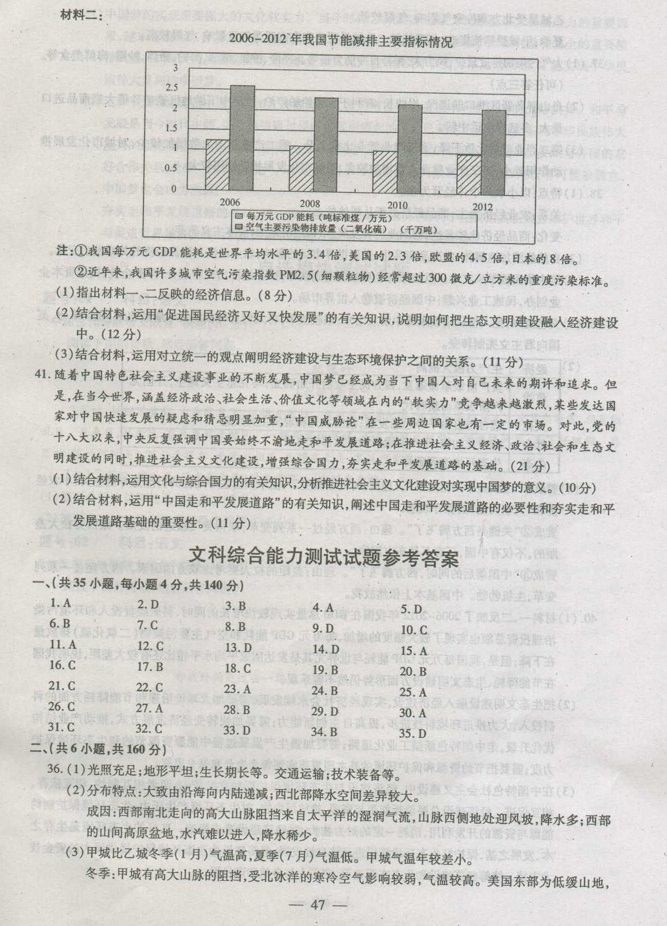 材料二：
2006-2012年我国节能减排主要指标情况
3
2.5
2
1.5
1
0.5
0
2006 2008 2010 2012
每万元GDP能耗（吨标准煤/万元）
空气主要污染物排放量（二氧化硫）（千万吨）
注:①我国每万元GDP能耗是世界平均水平的3.4倍,美国的2.3倍,欧盟的4.5倍,日本的8倍。
②近年来,我国许多城市空气污染指数PM2.5(细颗粒物)经常超过300微克/立方米的重度污染标准。
(1)指出材料一、二反映的经济信息。(8分)
(2)结合材料,运用“促进国民经济又好又快发展”的有关知识,说明如何把生态文明建设融入经济建设
中。(12分)
(3)结合材料,运用对立统一的观点阐明经济建设与生态环境保护之间的关系。(11分)
41.随着中国特色社会主义建设事业的不断发展,中国梦已经成为当下中国人对自己未来的期许和追求。但
是,在当今世界,涵盖经济政治、社会生活、价值文化等领域在内的“软实力”竞争越来越激烈,某些发达国
家对中国快速发展的疑虑和猜忌明显加重,“中国威胁论”在一些周边国家也有一定的市场。对此,党的
十八大以来,中央反复强调中国要始终不渝地走和平发展道路;在推进社会主义经济、政治、社会和生态文
明建设的同时,推进社会主义文化建设,增强综合国力,夯实走和平发展道路的基础。(21分)
(1)结合材料,运用文化与综合国力的有关知识,分析推进社会主义文化建设对实现中国梦的意义。(10分)
(2)结合材料,运用“中国走和平发展道路”的有关知识,阐述中国走和平发展道路的必要性和夯实走和平
发展道路基础的重要性。(11分)
文科综合能力测试试题参考答案
一、(共35小题,每小题4分,共140分)
1. A 2. D 3. B 4. A 5. D
6. B 7. C 8. B 9. D 10. C
11. A 12. C 13. D 14. D 15. A
16. C 17. B 18. C 19. B 20. B
21. C 22. C 23. A 24. B 25. A
26. C 27. A 28. B 29. D 30. A
31. C 32. C 33. D 34. B 35. D
二、(共6小题,共160分)
36.(1)光照充足;地形平坦;生长期长等。交通运输;技术装备等。
(2)分布特点:大致由沿海向内陆递减;西北部降水空间差异较大。
成因:西部南北走向的高大山脉阻挡来自太平洋的湿润气流,山脉西侧地处迎风坡,降水多;西部
的山间高原盆地,水汽难以进入,降水稀少。
(3)甲城比乙城冬季(1月)气温高,夏季(7月)气温低。甲城气温年较差小。
冬季:甲城有高大山脉的阻挡,受北冰洋的寒冷空气影响较弱,气温较高。美国东部为低缓山地,
— 47 —